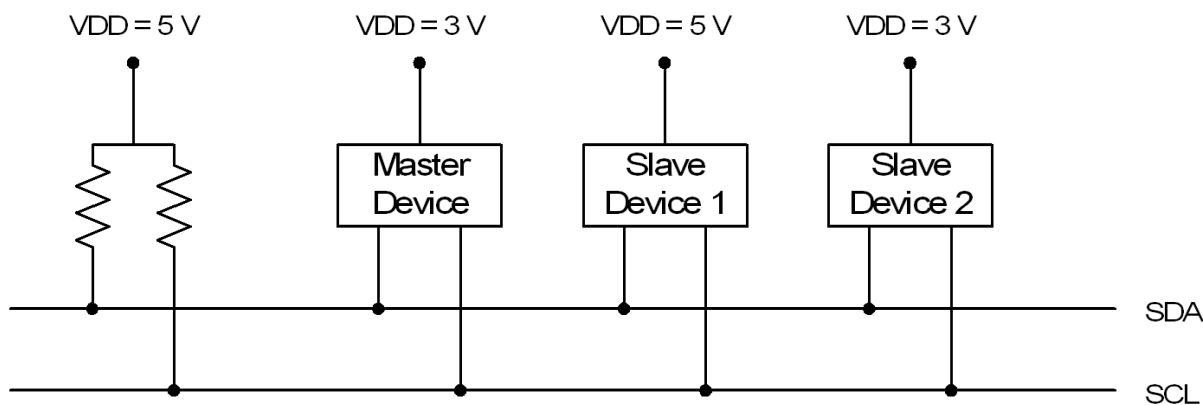 VDD = 5 V
VDD = 3 V
VDD = 5 V
VDD = 3 V
Master
Device
Slave
Device 1
Slave
Device 2
SDA
SCL